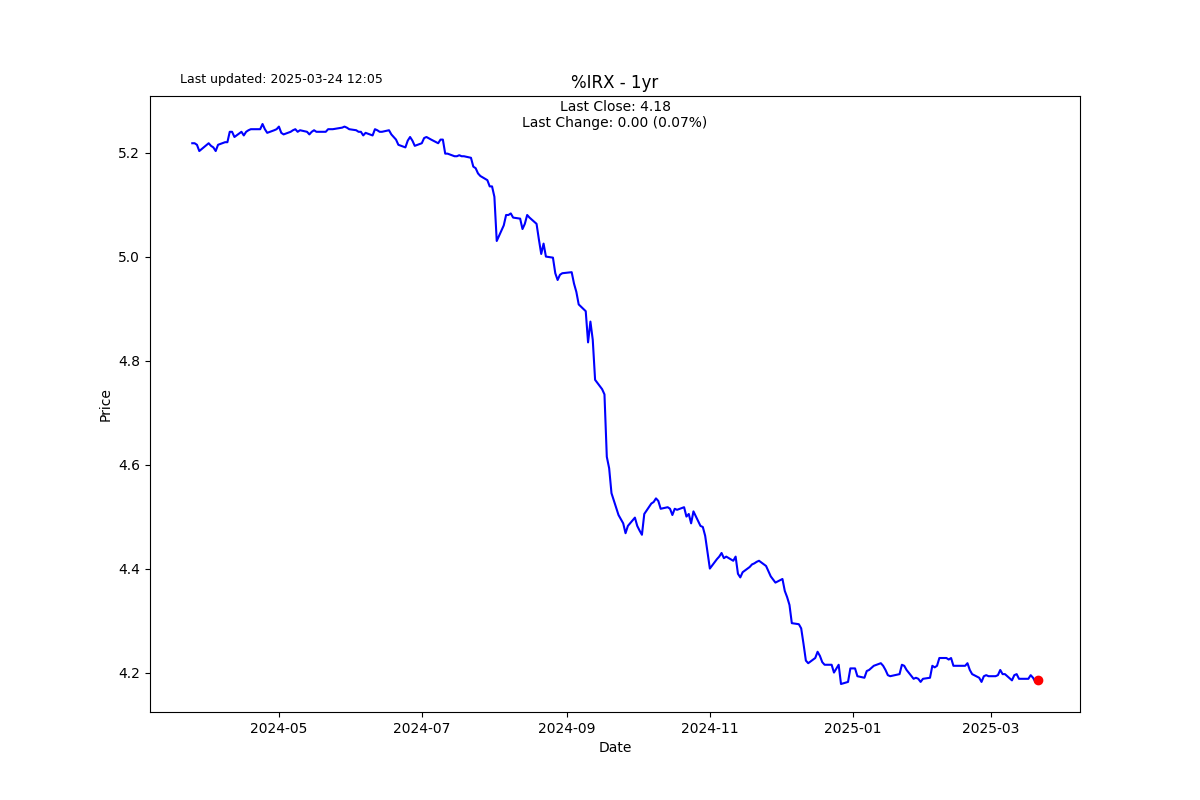 Last updated: 2025-03-24 12:05
%IRX - 1yr
Last Close: 4.18
Last Change: 0.00 (0.07%)
5.2
5.0
4.8
4.6
4.4
4.2
Price
2024-05
2024-07
2024-09
2024-11
2025-01
2025-03
Date